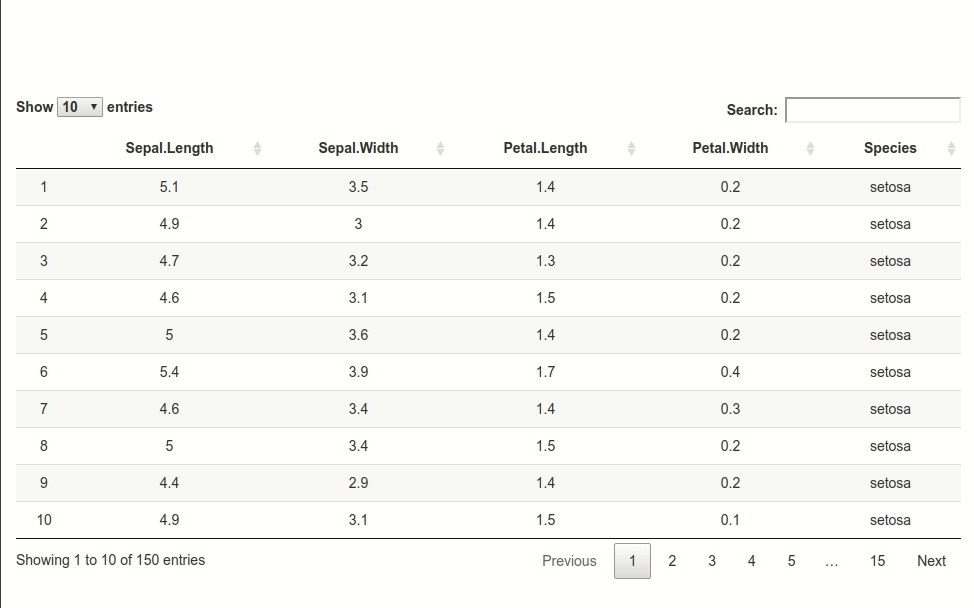 Show 10 entries
Search:
Sepal.Length Sepal.Width Petal.Length Petal.Width Species
1 5.1 3.5 1.4 0.2 setosa
2 4.9 3 1.4 0.2 setosa
3 4.7 3.2 1.3 0.2 setosa
4 4.6 3.1 1.5 0.2 setosa
5 5 3.6 1.4 0.2 setosa
6 5.4 3.9 1.7 0.4 setosa
7 4.6 3.4 1.4 0.3 setosa
8 5 3.4 1.5 0.2 setosa
9 4.4 2.9 1.4 0.2 setosa
10 4.9 3.1 1.5 0.1 setosa
Showing 1 to 10 of 150 entries
Previous 1 2 3 4 5 … 15 Next